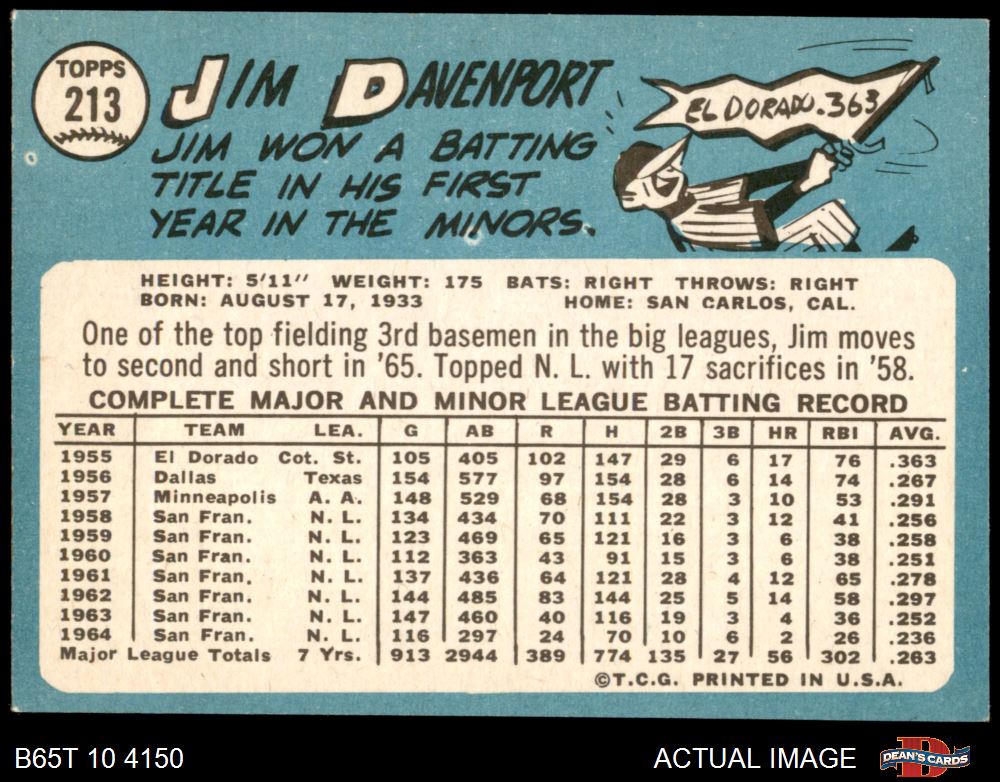 TOPPS
213
JIM DAVENPORT
JIM WON A BATTING
TITLE IN HIS FIRST
YEAR IN THE MINORS.
EL DORADO .363
HEIGHT: 5'11" WEIGHT: 175 BATS: RIGHT THROWS: RIGHT
BORN: AUGUST 17, 1933 HOME: SAN CARLOS, CAL.
One of the top fielding 3rd basemen in the big leagues, Jim moves
to second and short in '65. Topped N. L. with 17 sacrifices in '58.
COMPLETE MAJOR AND MINOR LEAGUE BATTING RECORD
YEAR TEAM LEA. G AB R H 2B 3B HR RBI AVG.
1955 El Dorado Cot. St. 105 405 102 147 29 6 17 76 .363
1956 Dallas Texas 154 577 97 154 28 6 14 74 .267
1957 Minneapolis A. A. 148 529 68 154 28 3 10 53 .291
1958 San Fran. N. L. 134 434 70 111 22 3 12 41 .256
1959 San Fran. N. L. 123 469 65 121 16 3 6 38 .258
1960 San Fran. N. L. 112 363 43 91 15 3 6 38 .251
1961 San Fran. N. L. 137 436 64 121 28 4 12 65 .278
1962 San Fran. N. L. 144 485 83 144 25 5 14 58 .297
1963 San Fran. N. L. 147 460 40 116 19 3 4 36 .252
1964 San Fran. N. L. 116 297 24 70 10 6 2 26 .236
Major League Totals 7 Yrs. 913 2944 389 774 135 27 56 302 .263
©T.C.G. PRINTED IN U.S.A.
B65T 10 4150 ACTUAL IMAGE DEAN'S CARDS